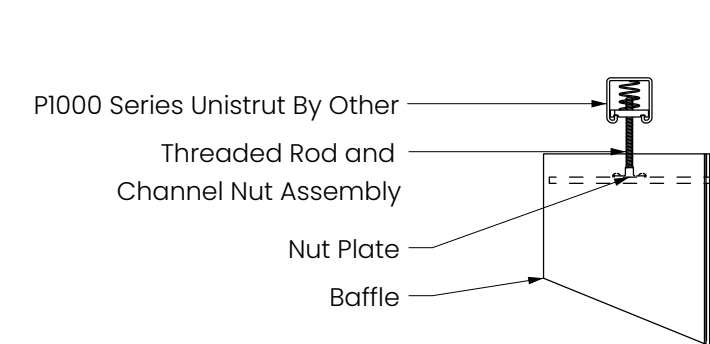 P1000 Series Unistrut By Other
Threaded Rod and
Channel Nut Assembly
Nut Plate
Baffle